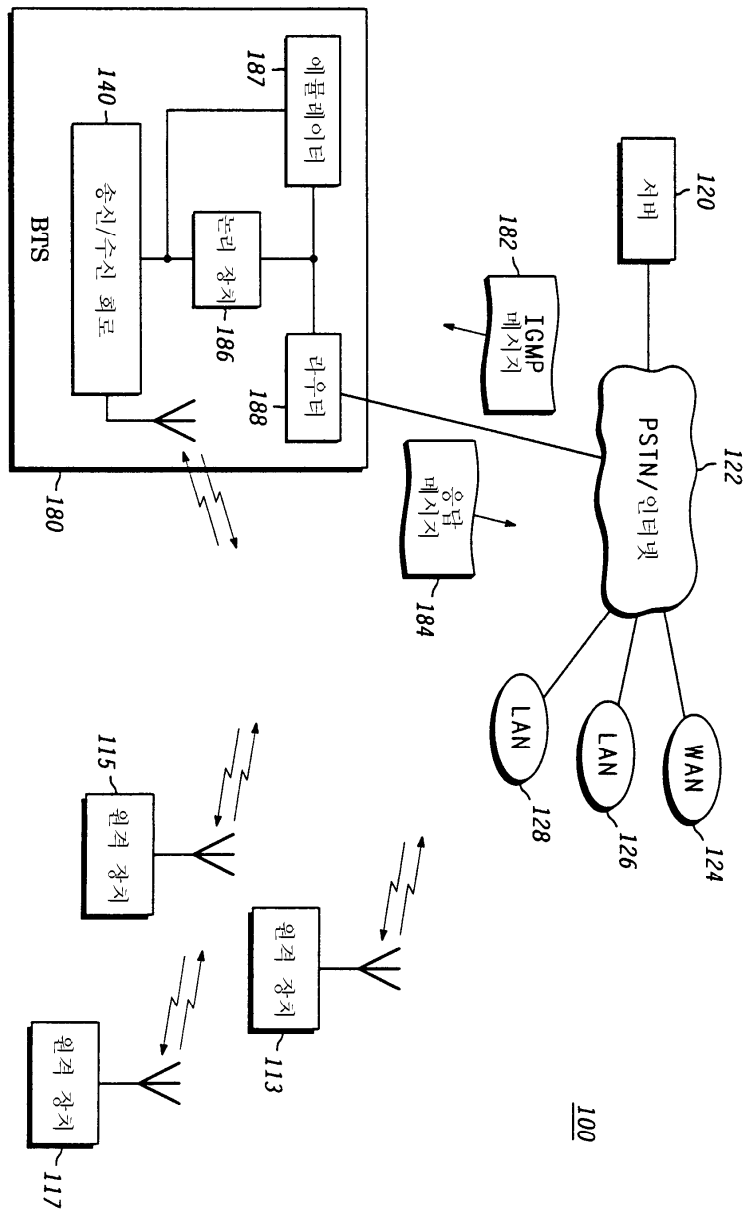 100
서버
120
PSTN/인터넷
122
WAN
124
LAN
126
LAN
128
IGMP
메시지
182
응답
메시지
184
에뮬레이터
187
논리 장치
186
라우터
188
송신/수신 회로
140
BTS
180
원격 장치
113
원격 장치
115
원격 장치
117